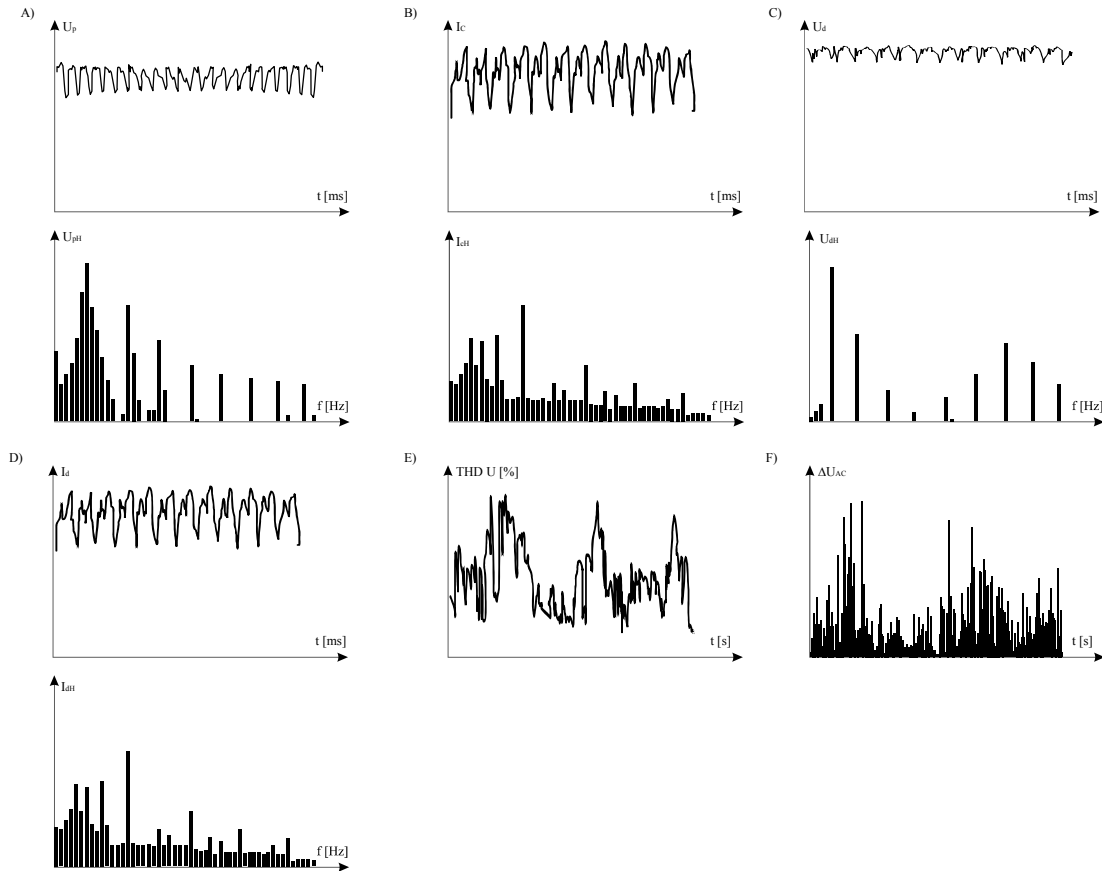 A)
B)
C)
Up
Ic
Ud
t [ms]
t [ms]
t [ms]
UpH
IcH
UdH
f [Hz]
f [Hz]
f [Hz]
D)
E)
F)
Id
THD U [%]
ΔUAC
t [ms]
t [s]
t [s]
IdH
f [Hz]